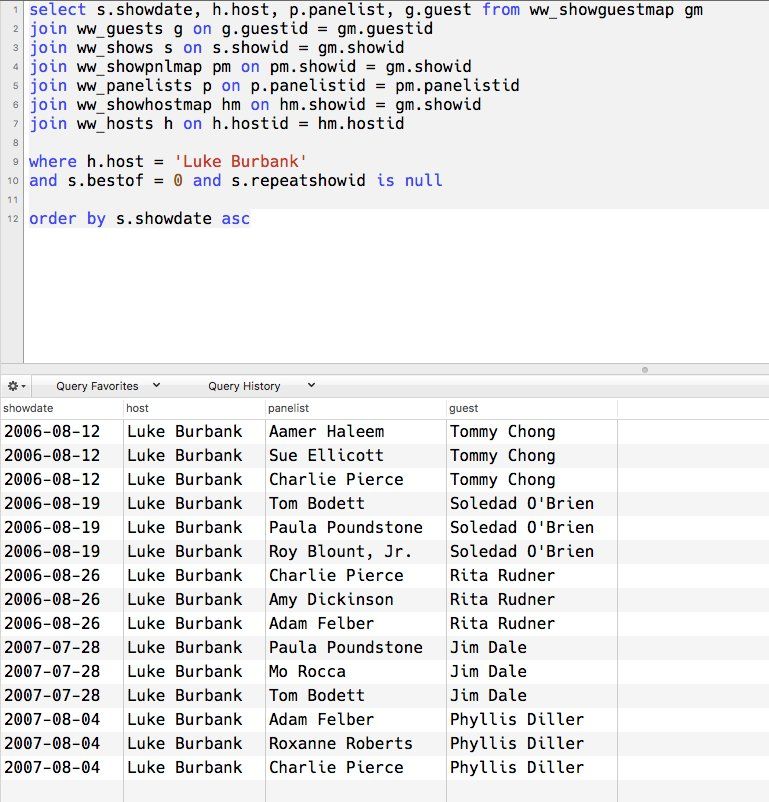 1 select s.showdate, h.host, p.panelist, g.guest from ww_showguestmap gm
2 join ww_guests g on g.guestid = gm.guestid
3 join ww_shows s on s.showid = gm.showid
4 join ww_showpnlmap pm on pm.showid = gm.showid
5 join ww_panelists p on p.panelistid = pm.panelistid
6 join ww_showhostmap hm on hm.showid = gm.showid
7 join ww_hosts h on h.hostid = hm.hostid
8
9 where h.host = 'Luke Burbank'
10 and s.bestof = 0 and s.repeatshowid is null
11
12 order by s.showdate asc
Query Favorites Query History
showdate host panelist guest
2006-08-12 Luke Burbank Aamer Haleem Tommy Chong
2006-08-12 Luke Burbank Sue Ellicott Tommy Chong
2006-08-12 Luke Burbank Charlie Pierce Tommy Chong
2006-08-19 Luke Burbank Tom Bodett Soledad O'Brien
2006-08-19 Luke Burbank Paula Poundstone Soledad O'Brien
2006-08-19 Luke Burbank Roy Blount, Jr. Soledad O'Brien
2006-08-26 Luke Burbank Charlie Pierce Rita Rudner
2006-08-26 Luke Burbank Amy Dickinson Rita Rudner
2006-08-26 Luke Burbank Adam Felber Rita Rudner
2007-07-28 Luke Burbank Paula Poundstone Jim Dale
2007-07-28 Luke Burbank Mo Rocca Jim Dale
2007-07-28 Luke Burbank Tom Bodett Jim Dale
2007-08-04 Luke Burbank Adam Felber Phyllis Diller
2007-08-04 Luke Burbank Roxanne Roberts Phyllis Diller
2007-08-04 Luke Burbank Charlie Pierce Phyllis Diller